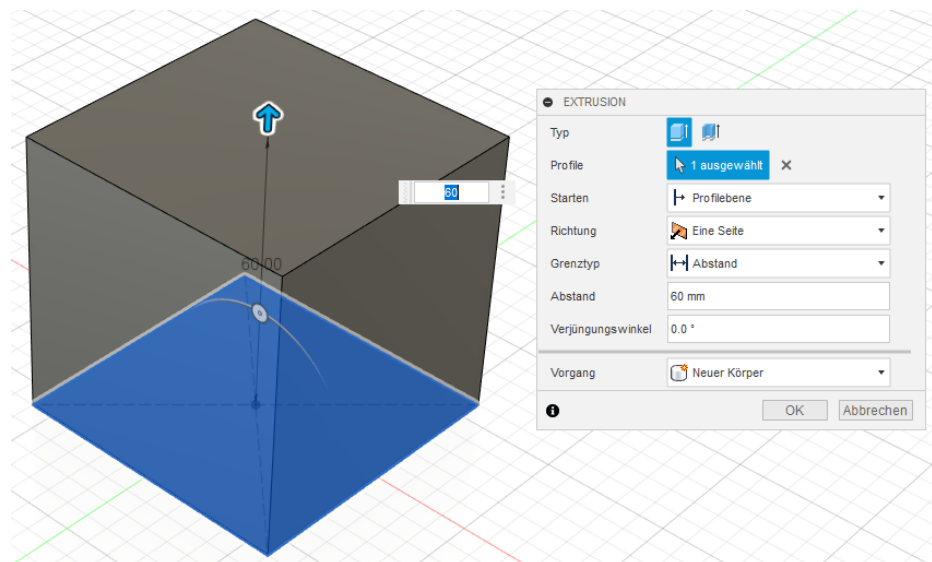 EXTRUSION
Typ
Profile 1 ausgewählt
Starten Profilebene
Richtung Eine Seite
Grenztyp Abstand
Abstand 60 mm
Verjüngungswinkel 0.0 °
Vorgang Neuer Körper
OK Abbrechen
60
60.00